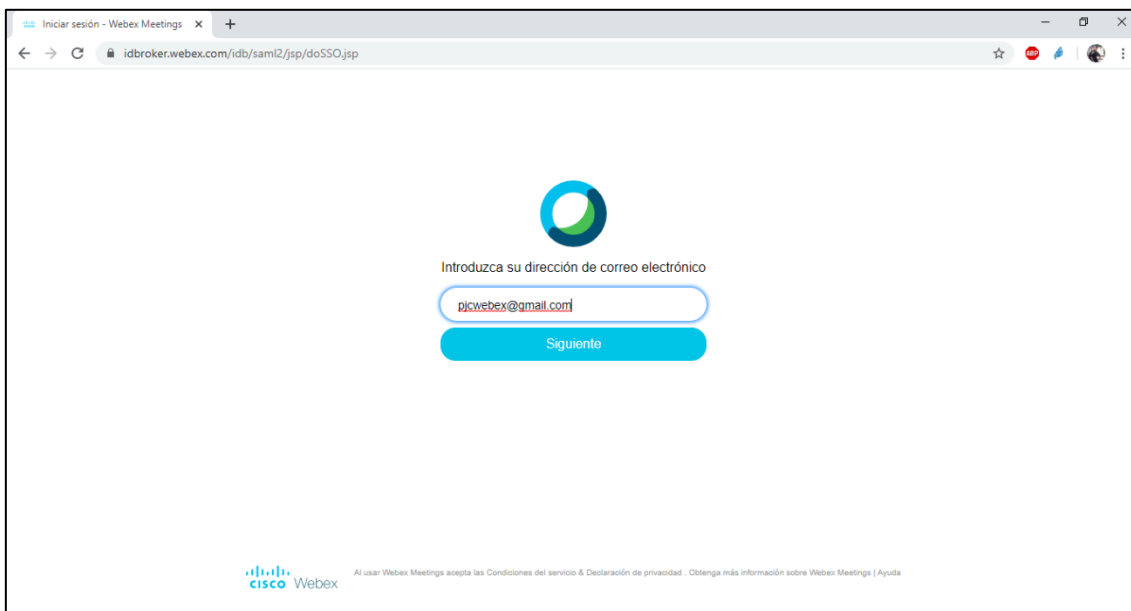 Iniciar sesión - Webex Meetings
idbroker.webex.com/idb/saml2/jsp/doSSO.jsp
ABP
Introduzca su dirección de correo electrónico
pjcwebex@gmail.com
Siguiente
cisco Webex
Al usar Webex Meetings acepta las Condiciones del servicio & Declaración de privacidad . Obtenga más información sobre Webex Meetings | Ayuda